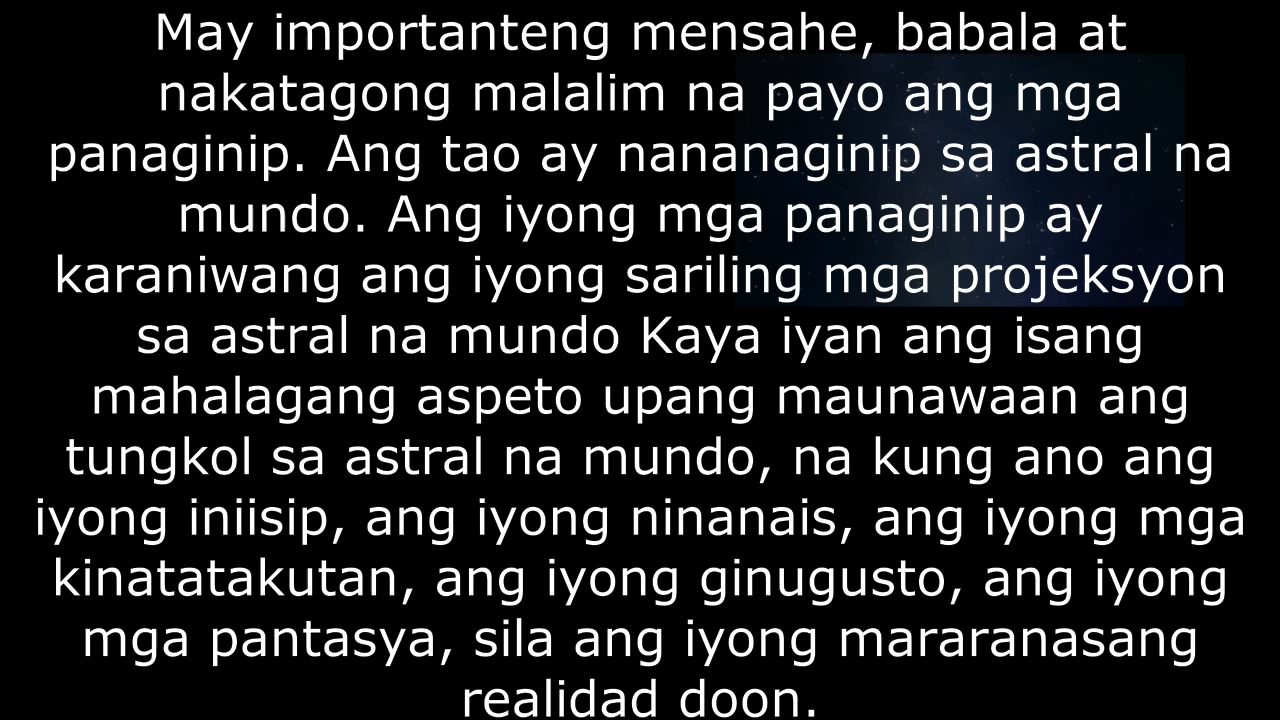 May importanteng mensahe, babala at
nakatagong malalim na payo ang mga
panaginip. Ang tao ay nananaginip sa astral na
mundo. Ang iyong mga panaginip ay
karaniwang ang iyong sariling mga projeksyon
sa astral na mundo Kaya iyan ang isang
mahalagang aspeto upang maunawaan ang
tungkol sa astral na mundo, na kung ano ang
iyong iniisip, ang iyong ninanais, ang iyong mga
kinatatakutan, ang iyong ginugusto, ang iyong
mga pantasya, sila ang iyong mararanasang
realidad doon.